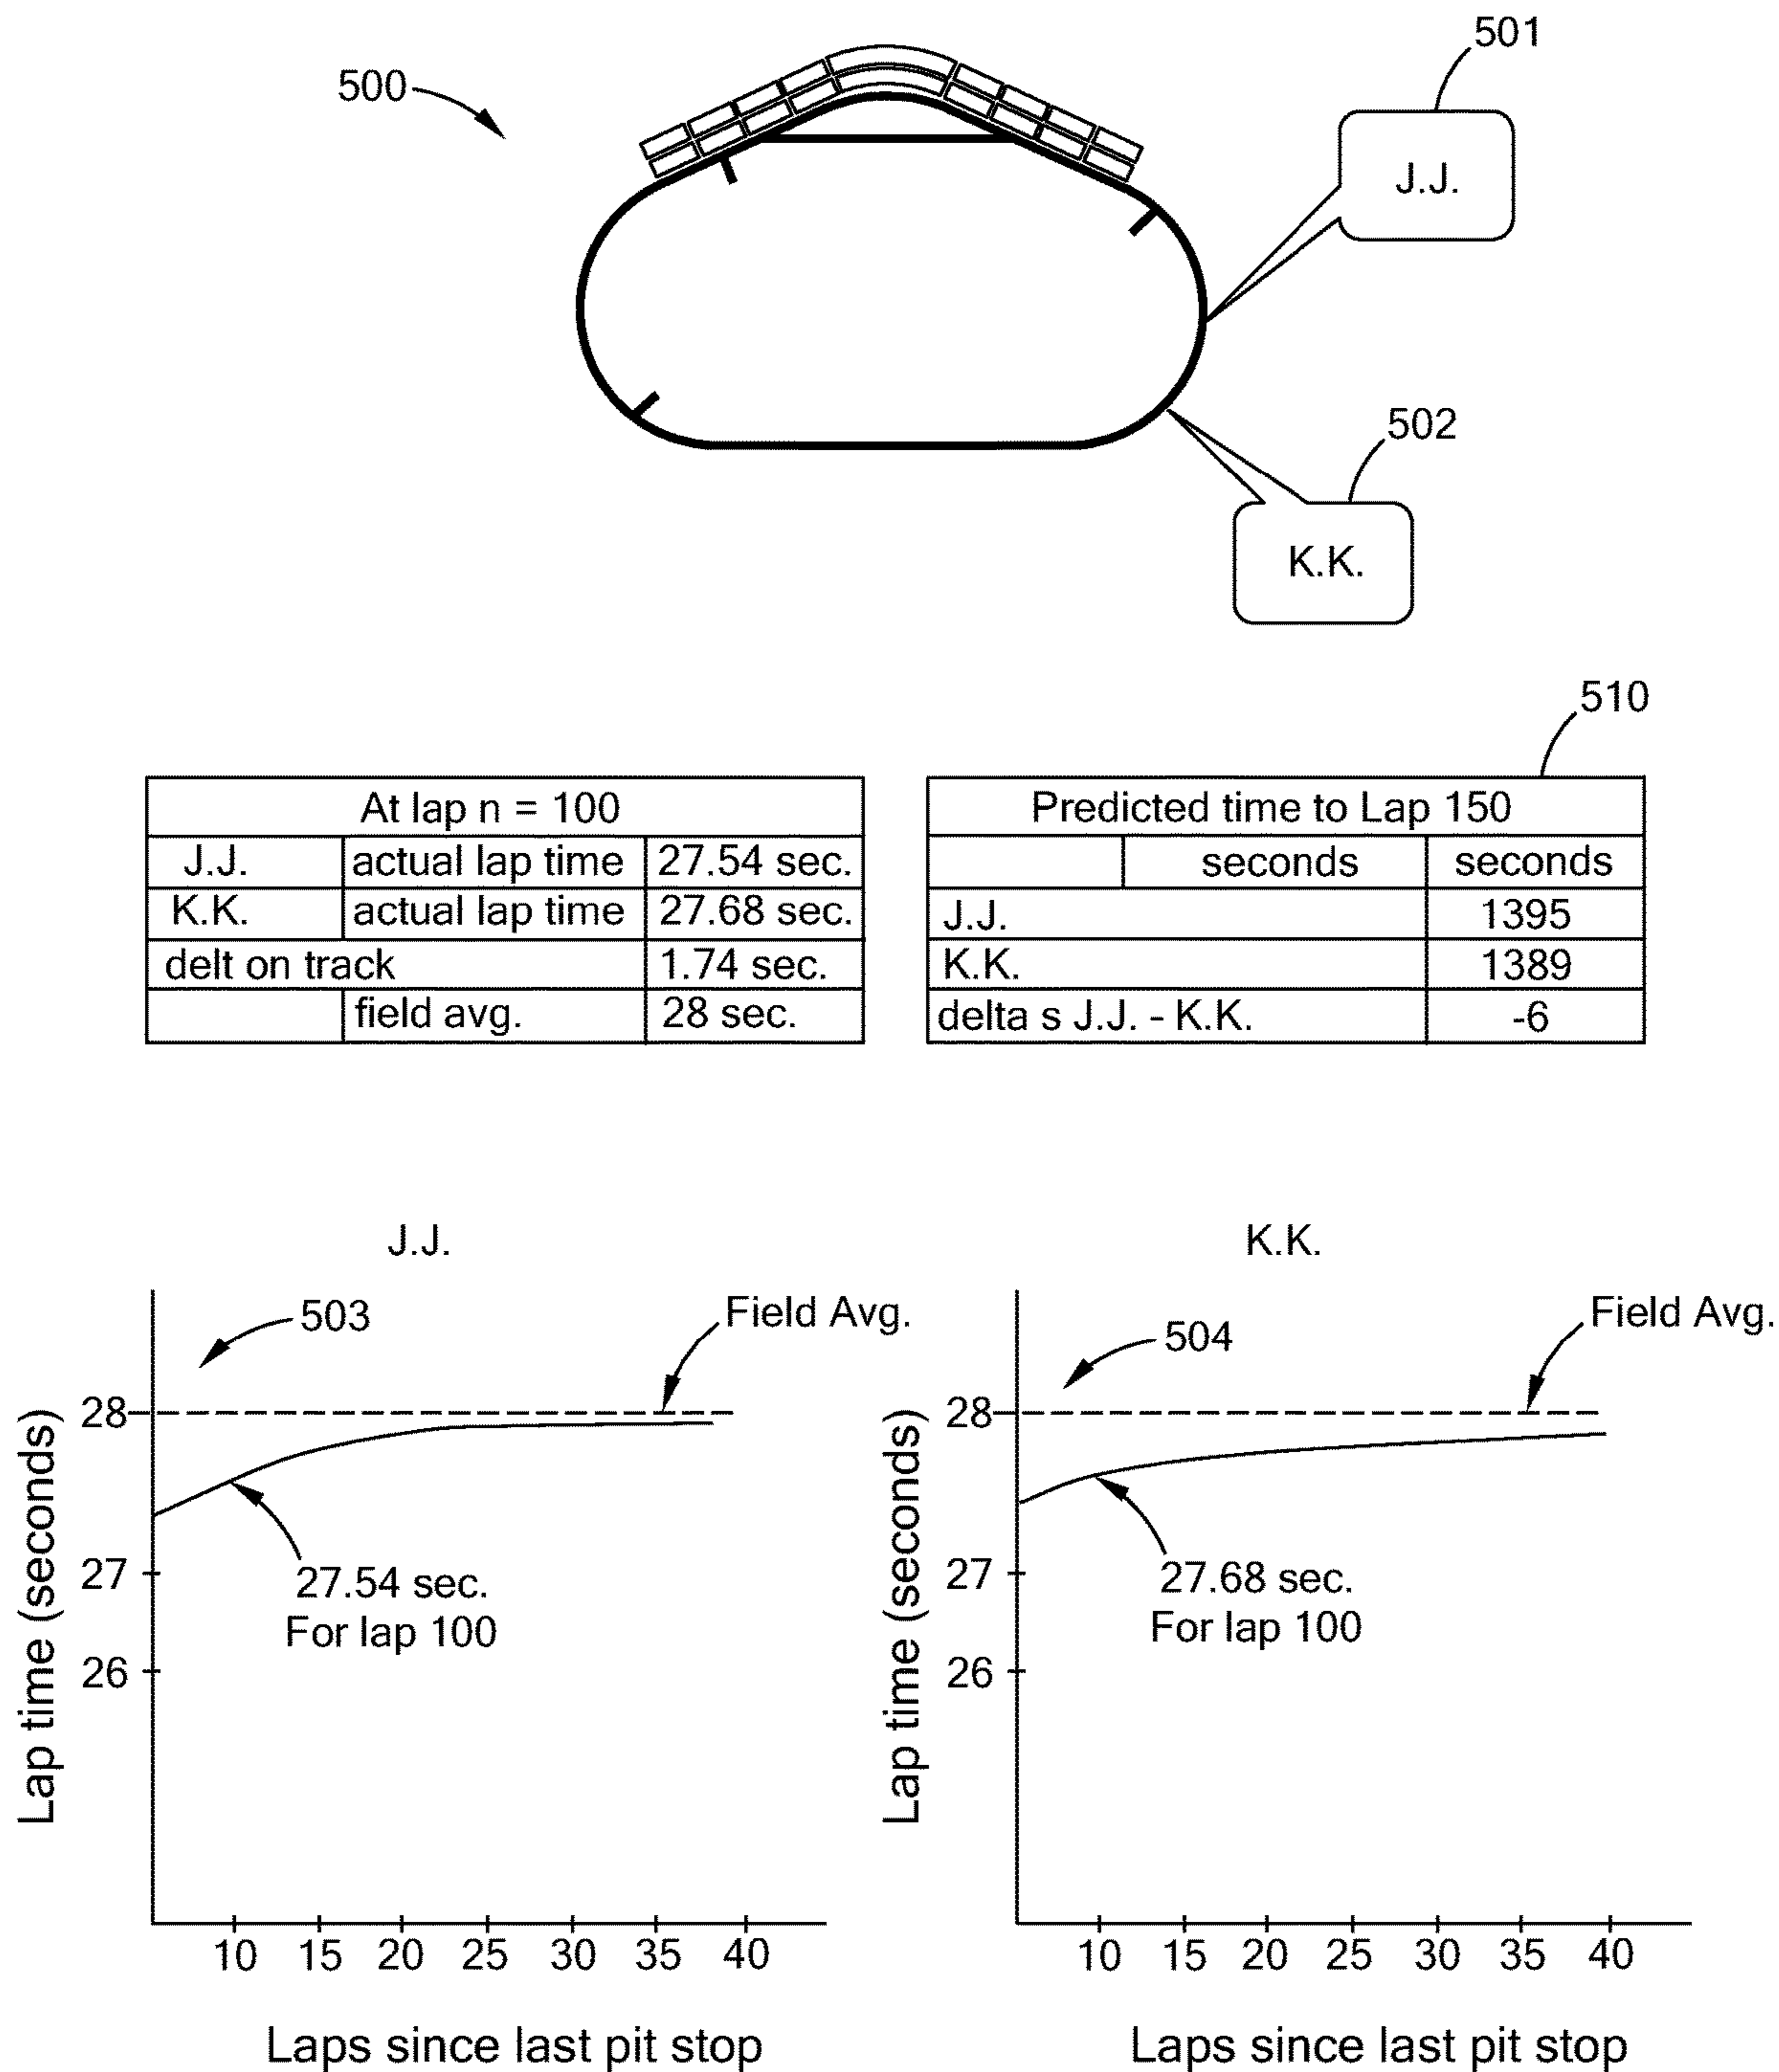 500
501
J.J.
502
K.K.
510
At lap n = 100
J.J. actual lap time 27.54 sec.
K.K. actual lap time 27.68 sec.
delt on track 1.74 sec.
field avg. 28 sec.
Predicted time to Lap 150
seconds seconds
J.J. 1395
K.K. 1389
delta s J.J. - K.K. -6
J.J.
503
Field Avg.
Lap time (seconds)
28
27
26
27.54 sec.
For lap 100
10 15 20 25 30 35 40
Laps since last pit stop
K.K.
504
Field Avg.
Lap time (seconds)
28
27
26
27.68 sec.
For lap 100
10 15 20 25 30 35 40
Laps since last pit stop